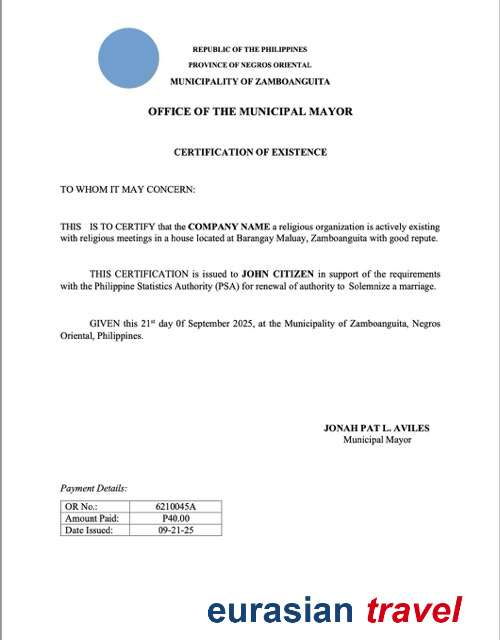 REPUBLIC OF THE PHILIPPINES
PROVINCE OF NEGROS ORIENTAL
MUNICIPALITY OF ZAMBOANGUITA
OFFICE OF THE MUNICIPAL MAYOR
CERTIFICATION OF EXISTENCE
TO WHOM IT MAY CONCERN:
THIS IS TO CERTIFY that the COMPANY NAME a religious organization is actively existing
with religious meetings in a house located at Barangay Maluay, Zamboanguita with good repute.
THIS CERTIFICATION is issued to JOHN CITIZEN in support of the requirements
with the Philippine Statistics Authority (PSA) for renewal of authority to Solemnize a marriage.
GIVEN this 21st day 0f September 2025, at the Municipality of Zamboanguita, Negros
Oriental, Philippines.
JONAH PAT L. AVILES
Municipal Mayor
Payment Details:
OR No.: 6210045A
Amount Paid: P40.00
Date Issued: 09-21-25
eurasian travel